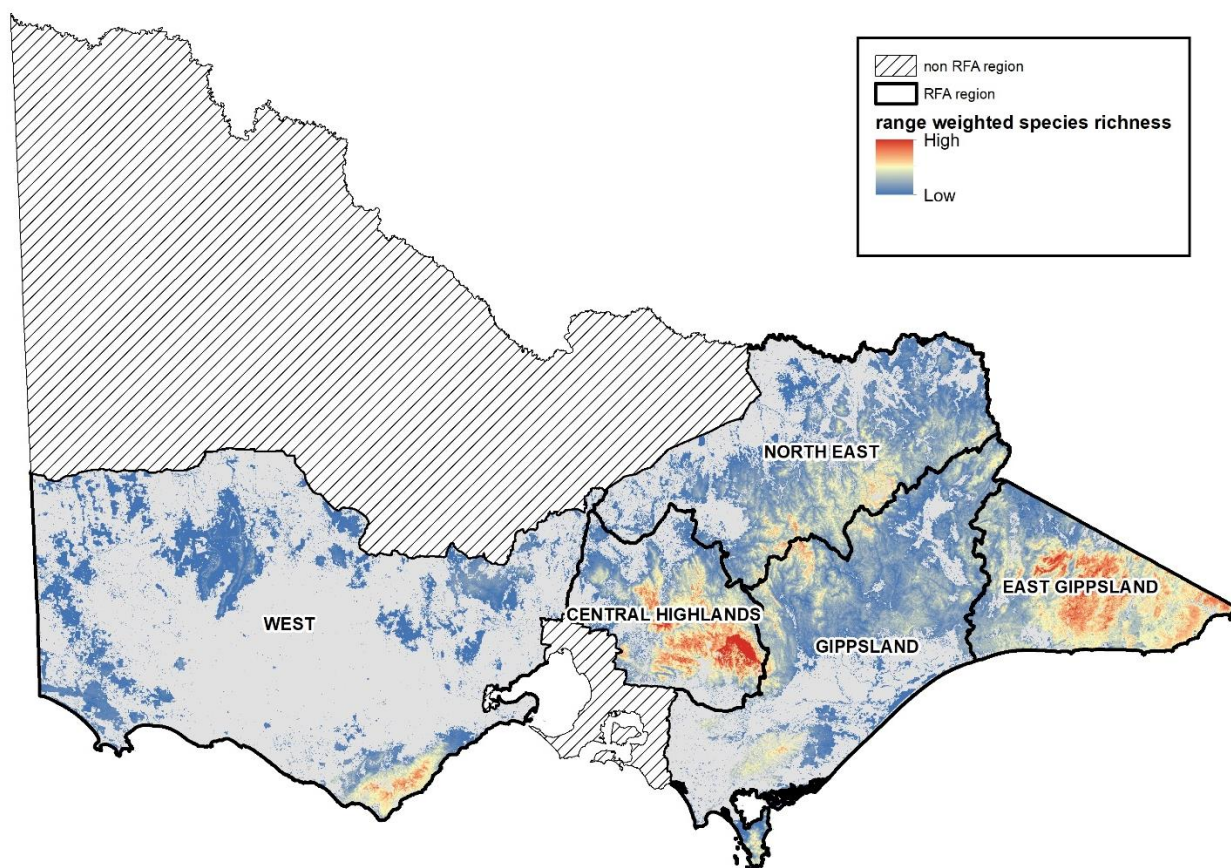 non RFA region
RFA region
range weighted species richness
High
Low
NORTH EAST
EAST GIPPSLAND
CENTRAL HIGHLANDS
WEST
GIPPSLAND